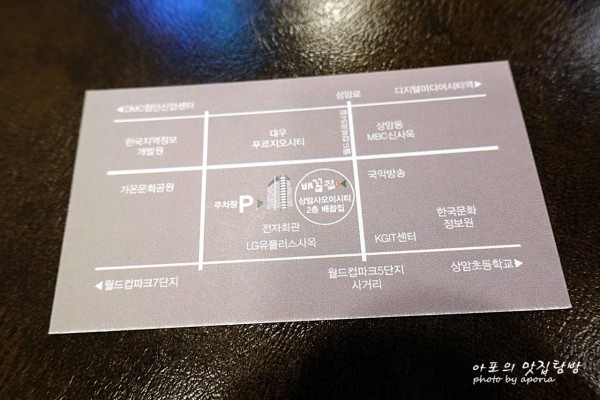 ◀DMC첨단산업센터
성암로
디지털미디어시티역▶
한국지역정보
개발원
대우
푸르지오시티
상암동
MBC신사옥
가온문화공원
주차장 P
배꼽집
상암사보이시티
2층 배꼽집
국악방송
전자회관
LG유플러스사옥
KGIT센터
한국문화
정보원
◀월드컵파크7단지
월드컵파크5단지
사거리
상암초등학교◀
아포의 맛집탐방
photo by aporia